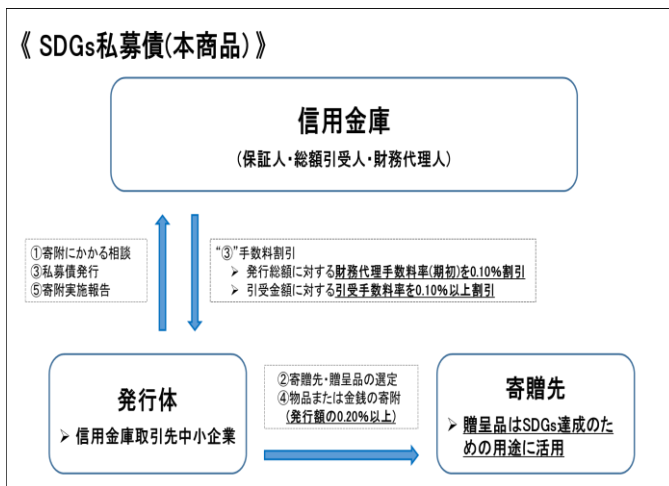 《 SDGs私募債(本商品) 》
信用金庫
(保証人・総額引受人・財務代理人)
①寄附にかかる相談
③私募債発行
⑤寄附実施報告
“③”手数料割引
➢ 発行総額に対する財務代理手数料率(期初)を0.10%割引
➢ 引受金額に対する引受手数料率を0.10%以上割引
発行体
➢ 信用金庫取引先中小企業
②寄贈先・贈呈品の選定
④物品または金銭の寄附
(発行額の0.20%以上)
寄贈先
➢ 贈呈品はSDGs達成のた
めの用途に活用